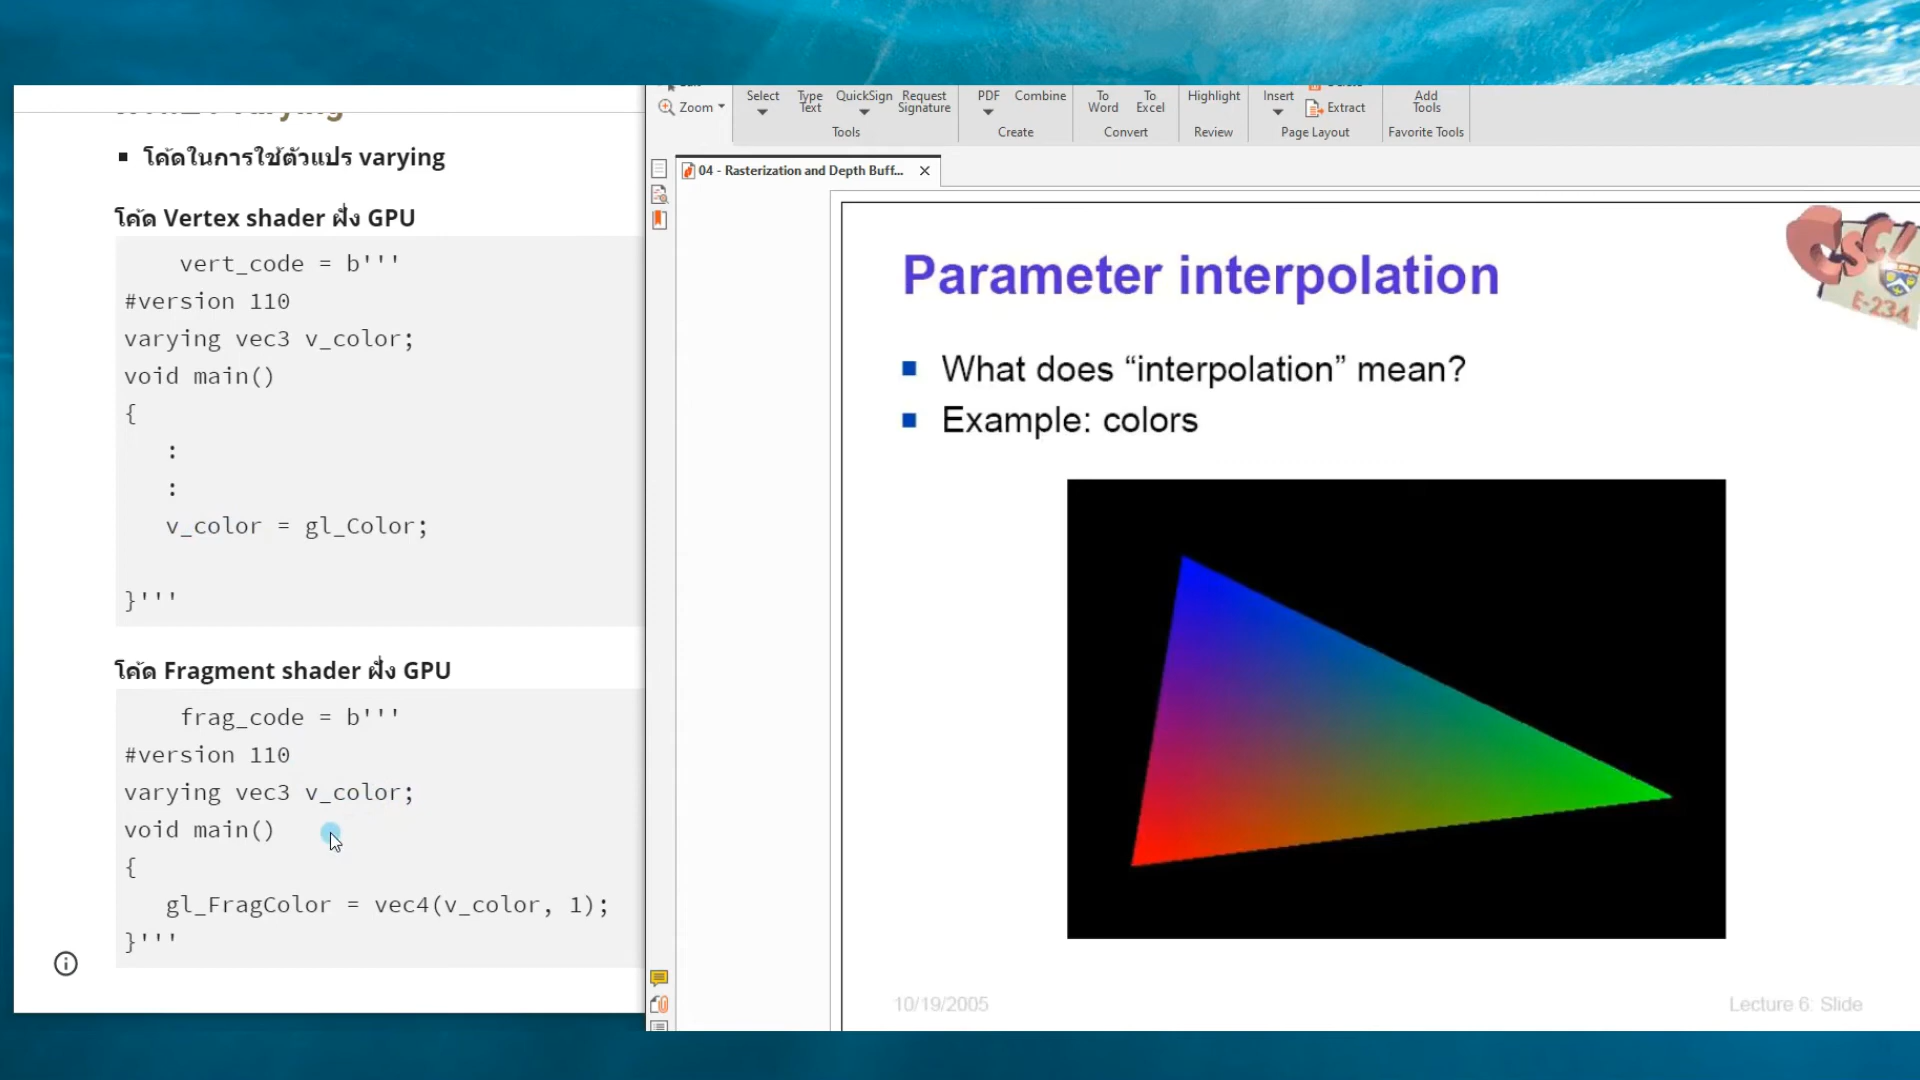 varying
โค้ดในการใช้ตัวแปร varying
โค้ด Vertex shader ฝั่ง GPU
vert_code = b'''
#version 110
varying vec3 v_color;
void main()
{
:
:
v_color = gl_Color;
}'''
โค้ด Fragment shader ฝั่ง GPU
frag_code = b'''
#version 110
varying vec3 v_color;
void main()
{
gl_FragColor = vec4(v_color, 1);
}'''
Zoom
Select
Type Text
QuickSign
Request Signature
Tools
PDF
Combine
Create
To Word
To Excel
Convert
Highlight
Review
Insert
Extract
Page Layout
Add Tools
Favorite Tools
04 - Rasterization and Depth Buff...
Parameter interpolation
CSCI
E-234
What does “interpolation” mean?
Example: colors
10/19/2005
Lecture 6: Slide